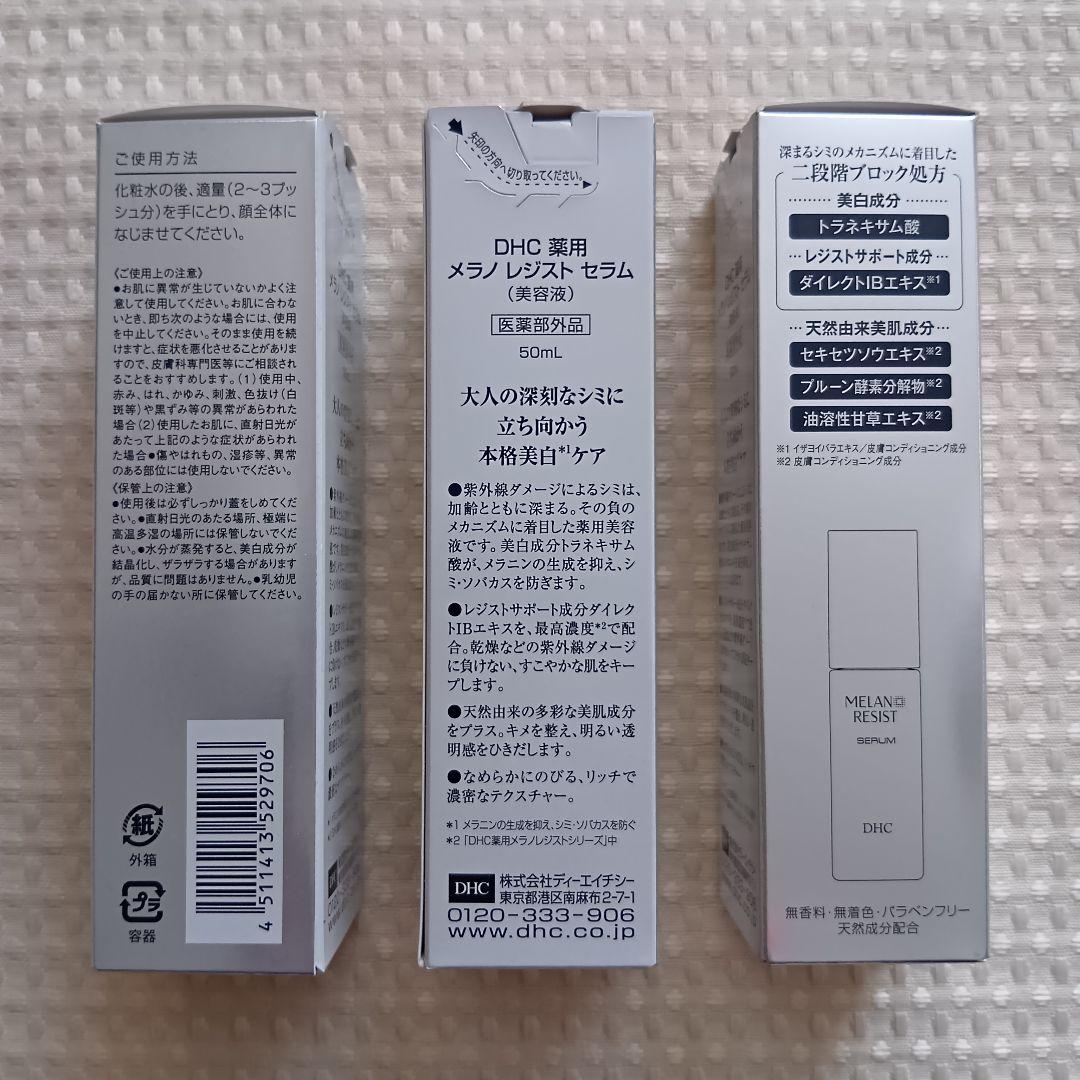 ご使用方法
化粧水の後、適量(2〜3プッ
シュ分)を手にとり、顔全体に
なじませてください。
《ご使用上の注意》
●お肌に異常が生じていないかよく注
意して使用してください。お肌に合わな
いとき、即ち次のような場合には、使用
を中止してください。そのまま使用を続
けますと、症状を悪化させることがありま
すので、皮膚科専門医等にご相談され
ることをおすすめします。(1)使用中、
赤み、はれ、かゆみ、刺激、色抜け(白
斑等)や黒ずみ等の異常があらわれた
場合(2)使用したお肌に、直射日光が
あたって上記のような症状があらわれ
た場合●傷やはれもの、湿疹等、異常
のある部位には使用しないでください。
《保管上の注意》
●使用後は必ずしっかり蓋をしめてくだ
さい。●直射日光のあたる場所、極端に
高温多湿の場所には保管しないでくだ
さい。●水分が蒸発すると、美白成分が
結晶化し、ザラザラする場合があります
が、品質に問題はありません。●乳幼児
の手の届かない所に保管してください。
紙
外箱
プラ
容器
4 511413 529706
矢印の方向へ切り取ってください。
DHC 薬用
メラノ レジスト セラム
(美容液)
医薬部外品
50mL
大人の深刻なシミに
立ち向かう
本格美白*1ケア
●紫外線ダメージによるシミは、
加齢とともに深まる。その負の
メカニズムに着目した薬用美容
液です。美白成分トラネキサム
酸が、メラニンの生成を抑え、シ
ミ・ソバカスを防ぎます。
●レジストサポート成分ダイレク
トIBエキスを、最高濃度*2で配
合。乾燥などの紫外線ダメージ
に負けない、すこやかな肌をキー
プします。
●天然由来の多彩な美肌成分
をプラス。キメを整え、明るい透
明感をひきだします。
●なめらかにのびる、リッチで
濃密なテクスチャー。
*1 メラニンの生成を抑え、シミ・ソバカスを防ぐ
*2 「DHC薬用メラノレジストシリーズ」中
DHC 株式会社ディーエイチシー
東京都港区南麻布2-7-1
0120-333-906
www.dhc.co.jp
深まるシミのメカニズムに着目した
二段階ブロック処方
美白成分
トラネキサム酸
レジストサポート成分
ダイレクトIBエキス※1
天然由来美肌成分
セキセツソウエキス※2
プルーン酵素分解物※2
油溶性甘草エキス※2
※1 イザヨイバラエキス/皮膚コンディショニング成分
※2 皮膚コンディショニング成分
MELANO
RESIST
SERUM
DHC
無香料・無着色・パラベンフリー
天然成分配合